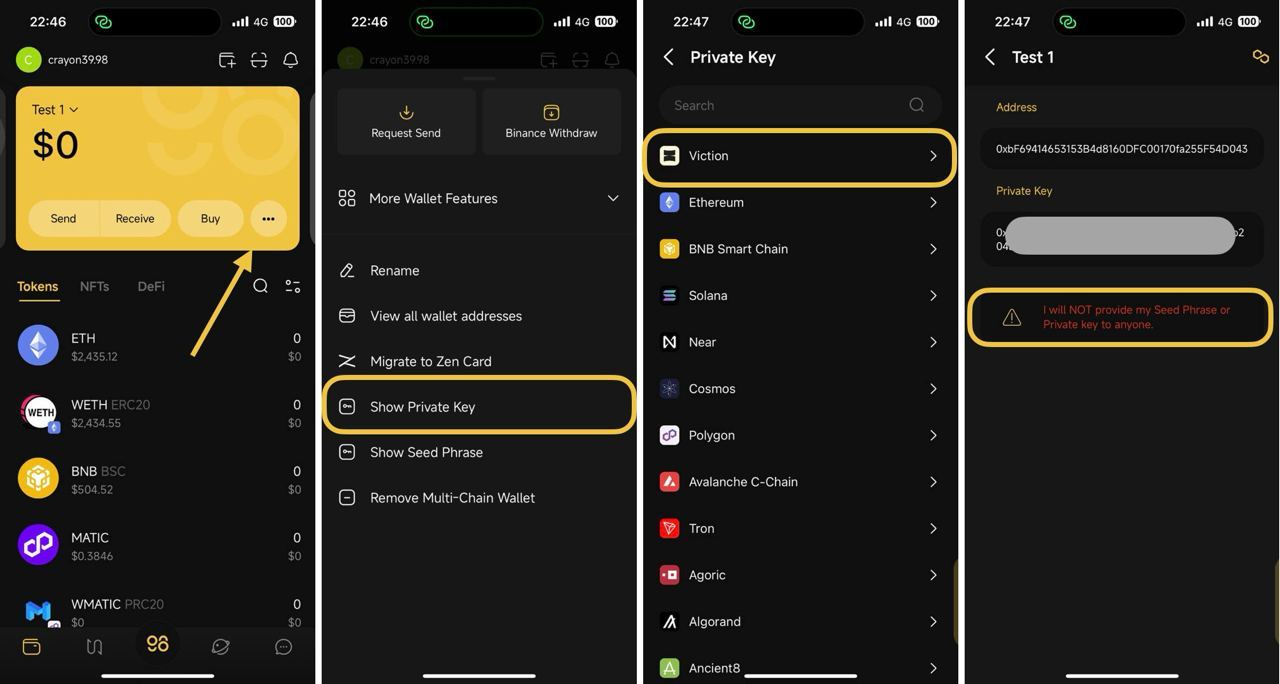 22:46
4G 100
C crayon39.98
Test 1
$0
Send
Receive
Buy
Tokens
NFTs
DeFi
ETH
0
$2,435.12
$0
WETH
WETH ERC20
0
$2,434.55
$0
BNB BSC
0
$504.52
$0
MATIC
0
$0.3846
$0
WMATIC PRC20
0
$0
$0
98
22:46
4G 100
C crayon39.98
Request Send
Binance Withdraw
More Wallet Features
Rename
View all wallet addresses
Migrate to Zen Card
Show Private Key
Show Seed Phrase
Remove Multi-Chain Wallet
22:47
4G 100
Private Key
Search
Viction
Ethereum
BNB Smart Chain
Solana
Near
Cosmos
Polygon
Avalanche C-Chain
Tron
Agoric
Algorand
Ancient8
22:47
4G 100
Test 1
Address
0xbF69414653153B4d8160DFC00170fa255F54D043
Private Key
I will NOT provide my Seed Phrase or
Private key to anyone.